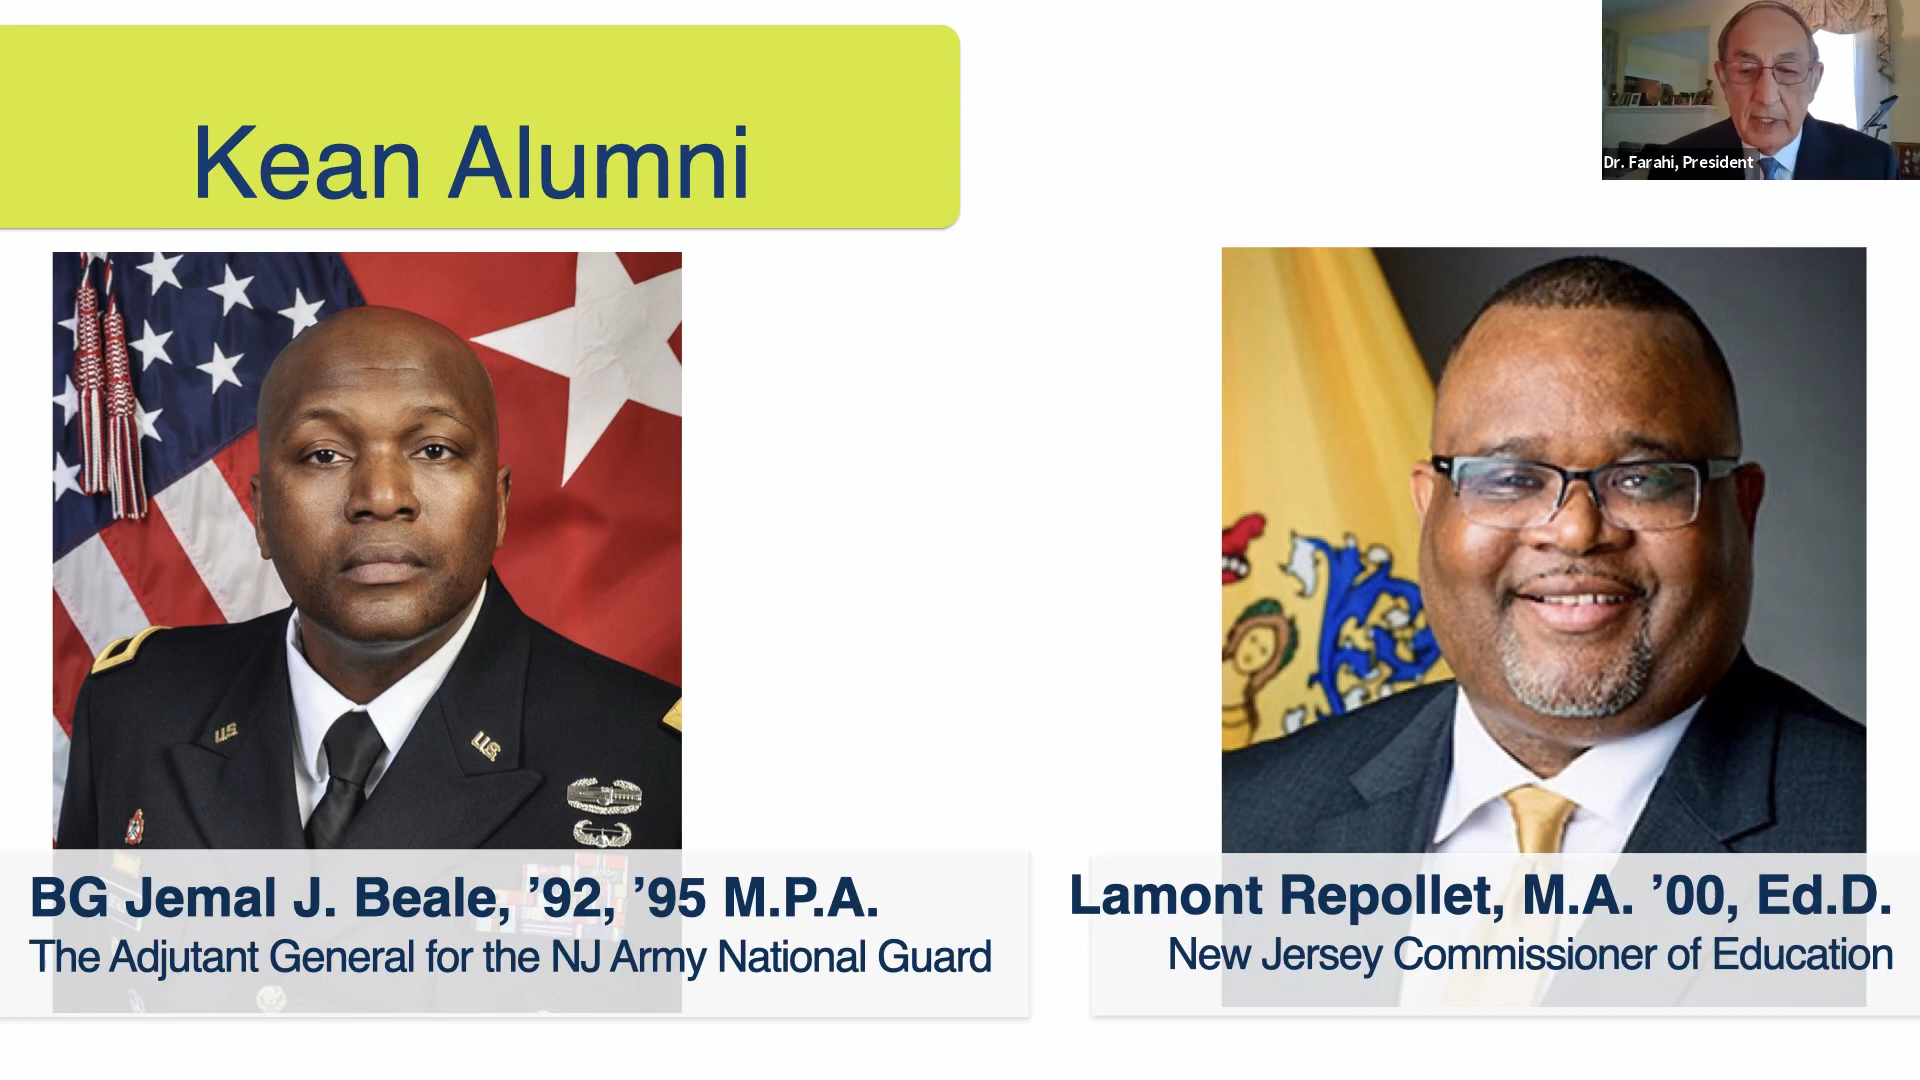 Kean Alumni
Dr. Farahi, President
U.S.
U.S.
BG Jemal J. Beale, ’92, ’95 M.P.A.
The Adjutant General for the NJ Army National Guard
Lamont Repollet, M.A. ’00, Ed.D.
New Jersey Commissioner of Education